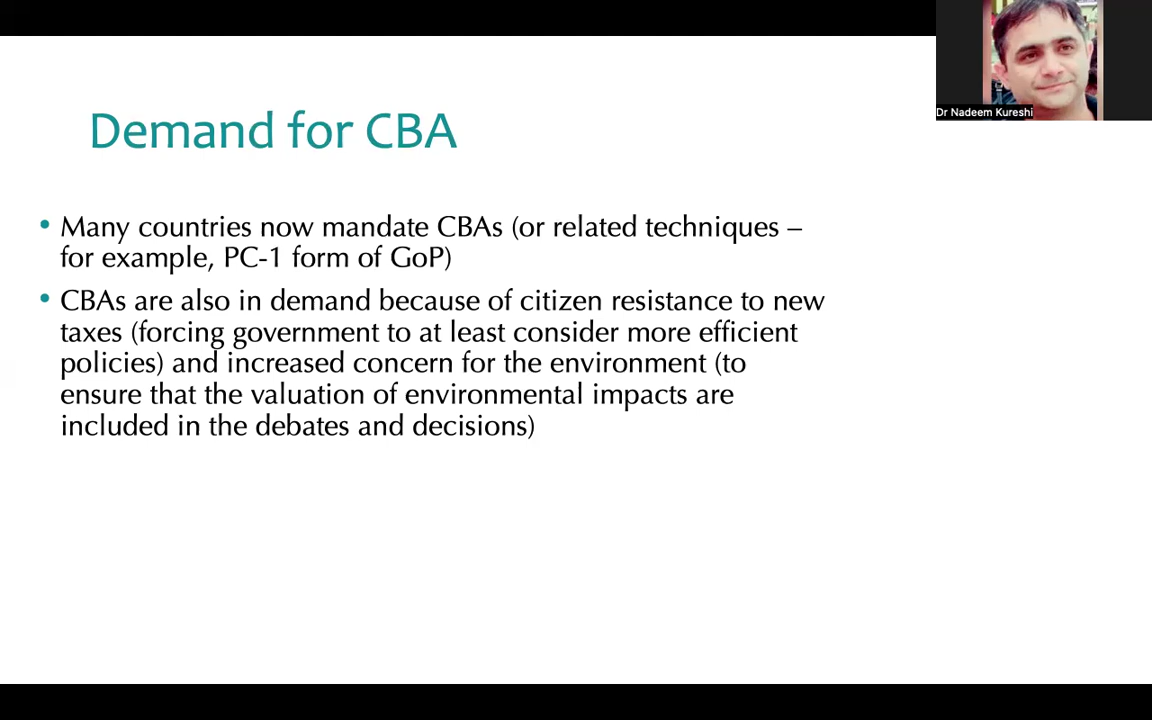 Demand for CBA
• Many countries now mandate CBAs (or related techniques –
for example, PC-1 form of GoP)
• CBAs are also in demand because of citizen resistance to new
taxes (forcing government to at least consider more efficient
policies) and increased concern for the environment (to
ensure that the valuation of environmental impacts are
included in the debates and decisions)
Dr Nadeem Kureshi